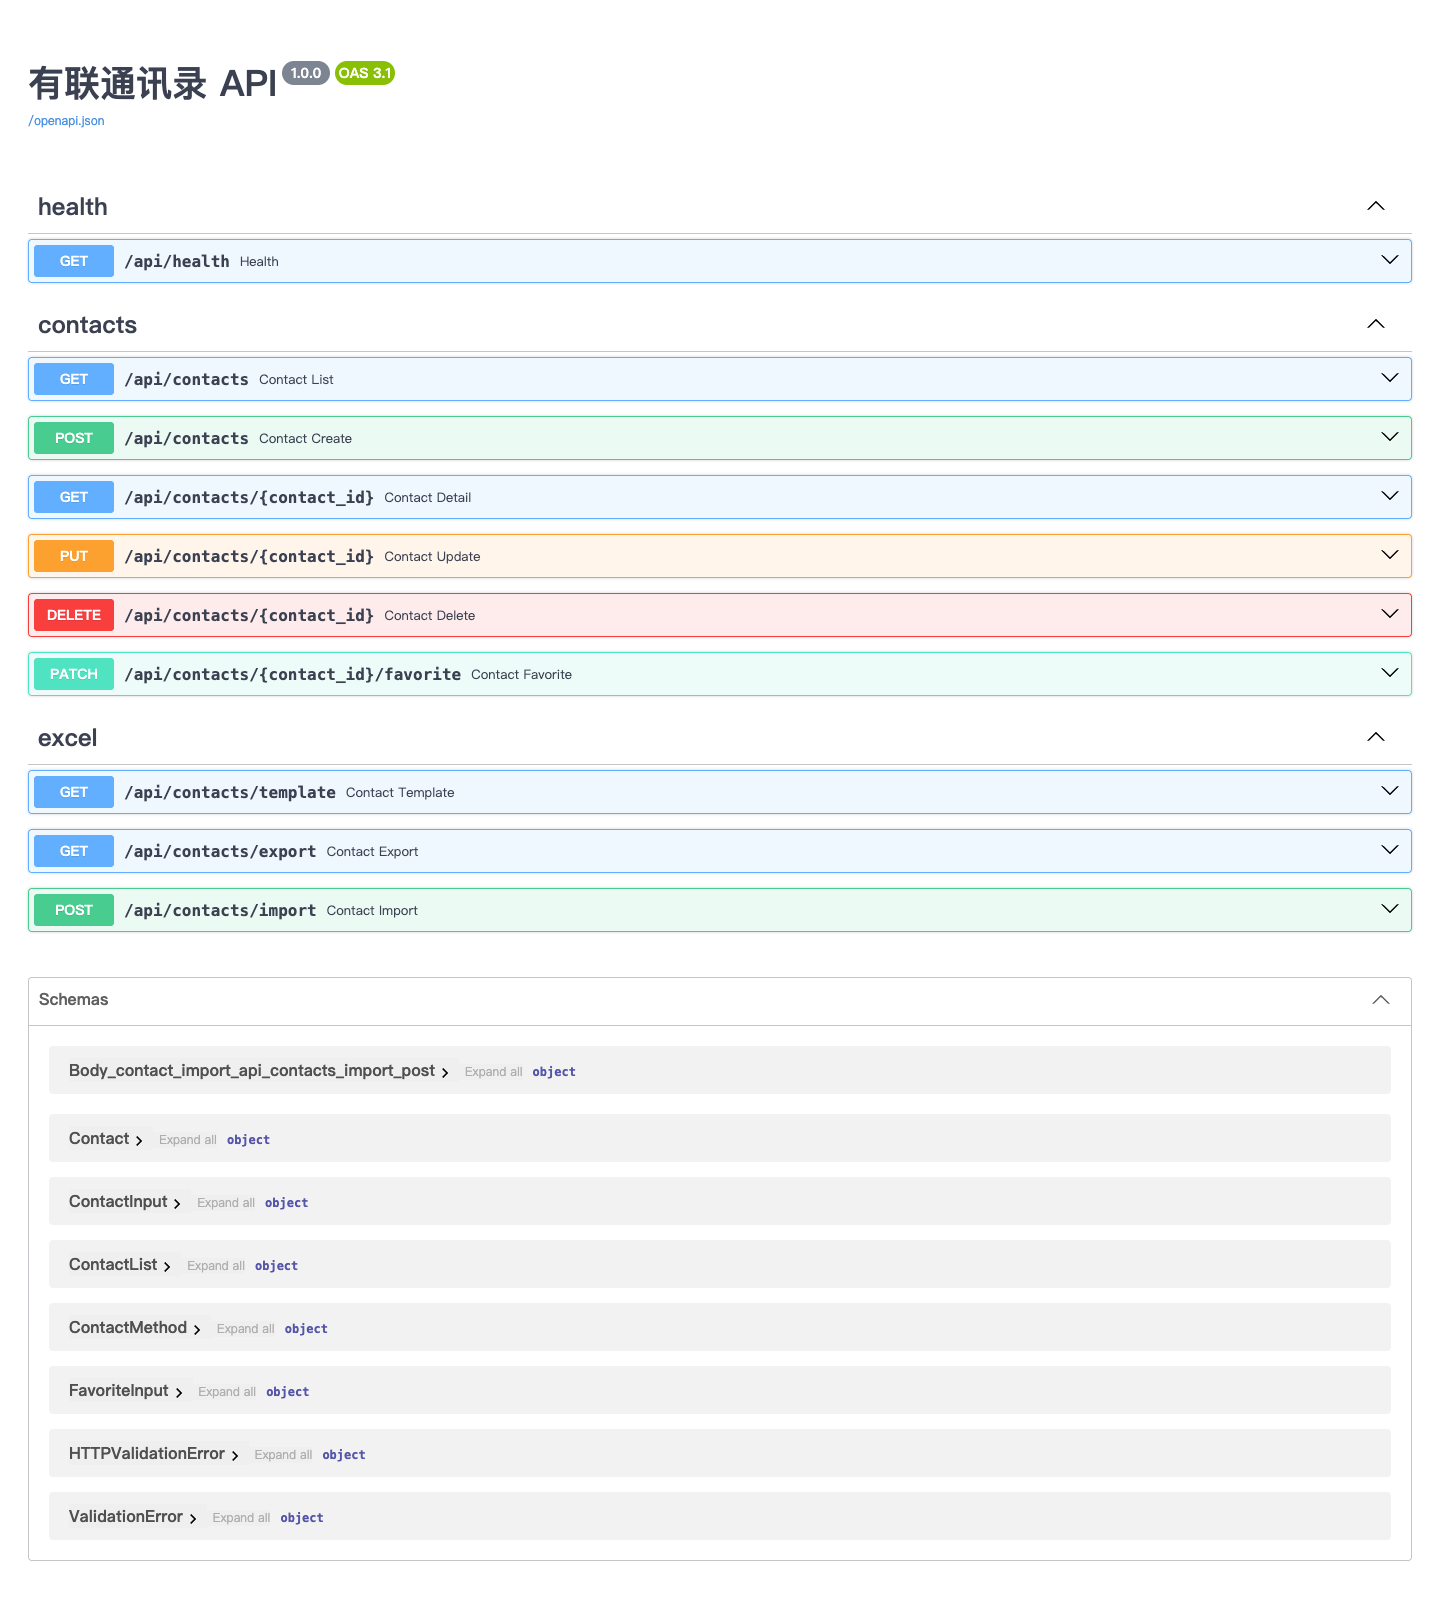 有联通讯录 API 1.0.0 OAS 3.1
/openapi.json
health
GET /api/health Health
contacts
GET /api/contacts Contact List
POST /api/contacts Contact Create
GET /api/contacts/{contact_id} Contact Detail
PUT /api/contacts/{contact_id} Contact Update
DELETE /api/contacts/{contact_id} Contact Delete
PATCH /api/contacts/{contact_id}/favorite Contact Favorite
excel
GET /api/contacts/template Contact Template
GET /api/contacts/export Contact Export
POST /api/contacts/import Contact Import
Schemas
Body_contact_import_api_contacts_import_post Expand all object
Contact Expand all object
ContactInput Expand all object
ContactList Expand all object
ContactMethod Expand all object
FavoriteInput Expand all object
HTTPValidationError Expand all object
ValidationError Expand all object